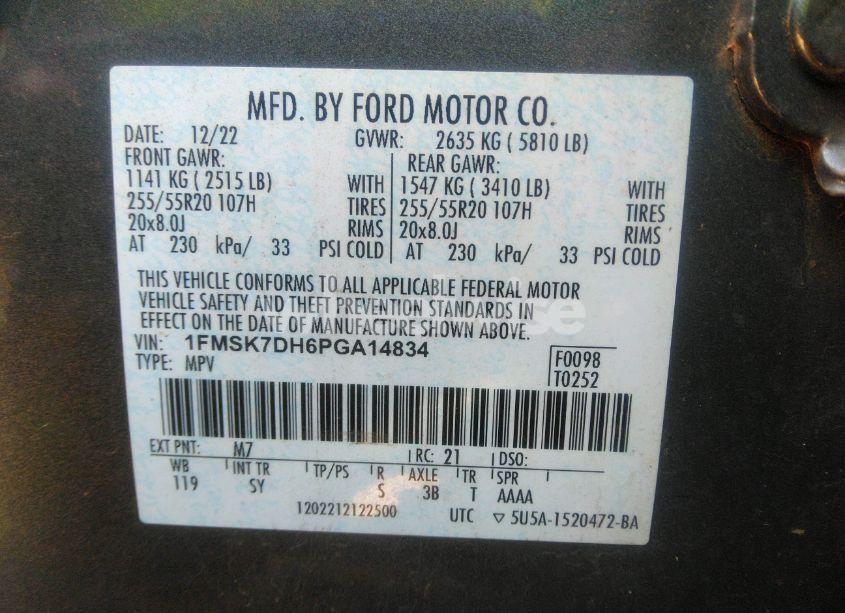 MFD. BY FORD MOTOR CO.
DATE: 12/22 GVWR: 2635 KG ( 5810 LB)
FRONT GAWR: REAR GAWR:
1141 KG ( 2515 LB) WITH 1547 KG ( 3410 LB) WITH
255/55R20 107H TIRES 255/55R20 107H TIRES
20x8.0J RIMS 20x8.0J RIMS
AT 230 kPa/ 33 PSI COLD AT 230 kPa/ 33 PSI COLD
THIS VEHICLE CONFORMS TO ALL APPLICABLE FEDERAL MOTOR
VEHICLE SAFETY AND THEFT PREVENTION STANDARDS IN
EFFECT ON THE DATE OF MANUFACTURE SHOWN ABOVE.
VIN: 1FMSK7DH6PGA14834 F0098
TYPE: MPV T0252
EXT PNT: M7 RC: 21 DSO:
WB INT TR TP/PS R AXLE TR SPR
119 SY S 3B T AAAA
1202212122500 UTC ▽ 5U5A-1520472-BA